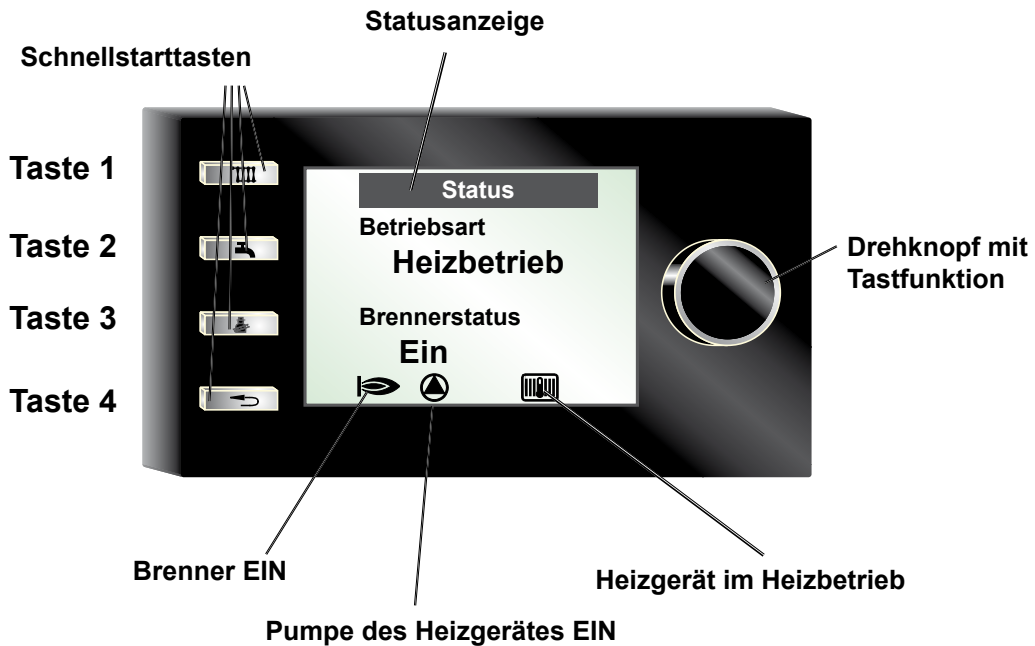 Statusanzeige
Schnellstarttasten
Taste 1
Taste 2
Taste 3
Taste 4
Status
Betriebsart
Heizbetrieb
Brennerstatus
Ein
Drehknopf mit
Tastfunktion
Brenner EIN
Heizgerät im Heizbetrieb
Pumpe des Heizgerätes EIN